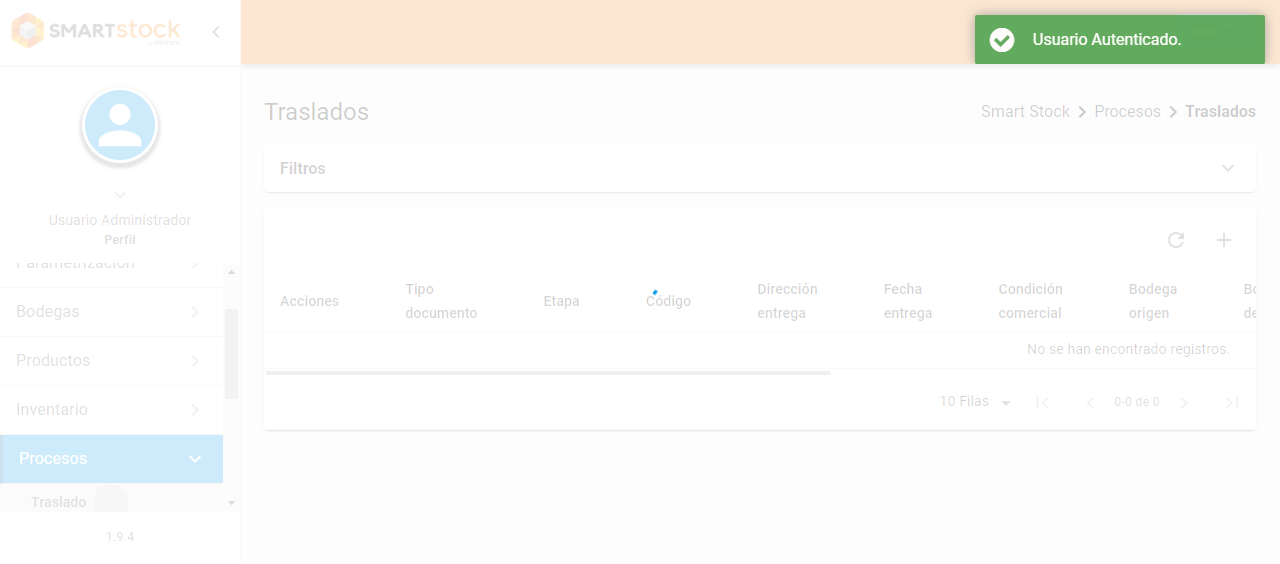 SMARTstock
Usuario Autenticado.
Traslados
Smart Stock > Procesos > Traslados
Filtros
Usuario Administrador
Perfil
Parametrización
Bodegas
Productos
Inventario
Procesos
Traslado
1.9.4
Acciones
Tipo
documento
Etapa
Código
Dirección
entrega
Fecha
entrega
Condición
comercial
Bodega
origen
Bo
de
No se han encontrado registros.
10 Filas
0-0 de 0